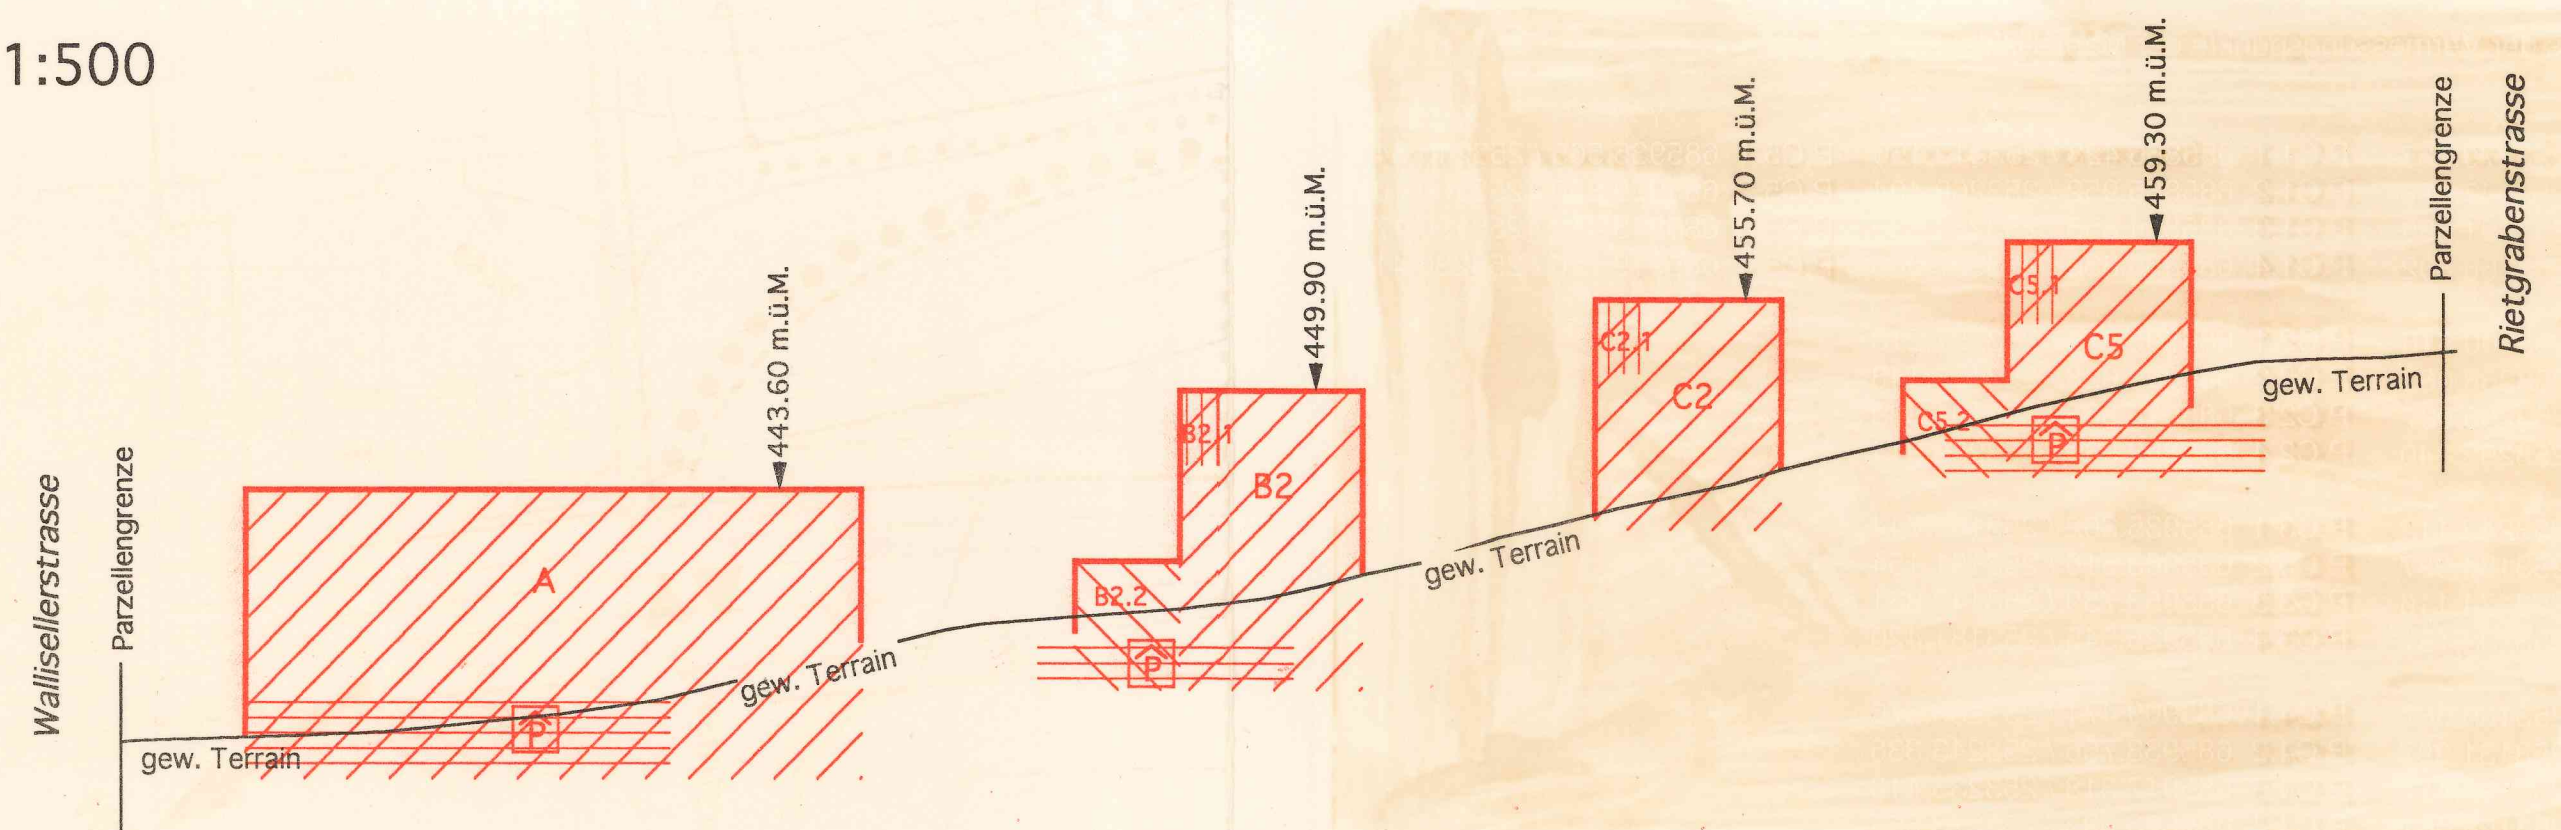 1:500
Wallisellerstrasse
Parzellengrenze
gew. Terrain
A
P
443.60 m.ü.M.
gew. Terrain
B2.1
B2
B2.2
P
449.90 m.ü.M.
gew. Terrain
C2.1
C2
455.70 m.ü.M.
C5.1
C5
C5.2
P
459.30 m.ü.M.
gew. Terrain
Parzellengrenze
Rietgrabenstrasse